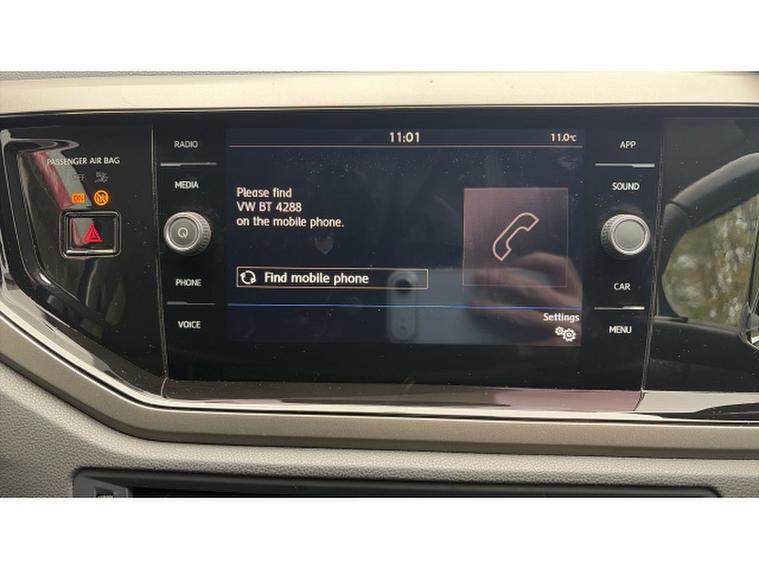 11:01
11.0°C
RADIO
APP
PASSENGER AIR BAG
OFF
MEDIA
SOUND
ON
Please find
VW BT 4288
on the mobile phone.
Find mobile phone
PHONE
CAR
Settings
VOICE
MENU